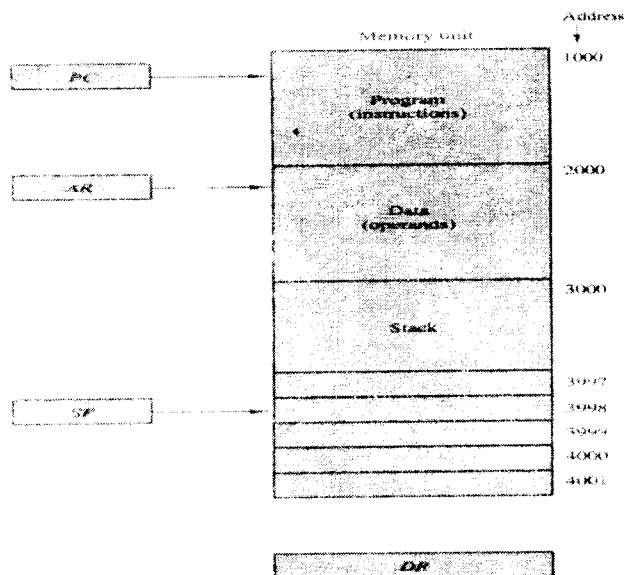 Address
Memory unit
1000
PC
Program
(instructions)
2000
AR
Data
(operands)
3000
Stack
3997
SP
3998
3999
4000
4001
DR